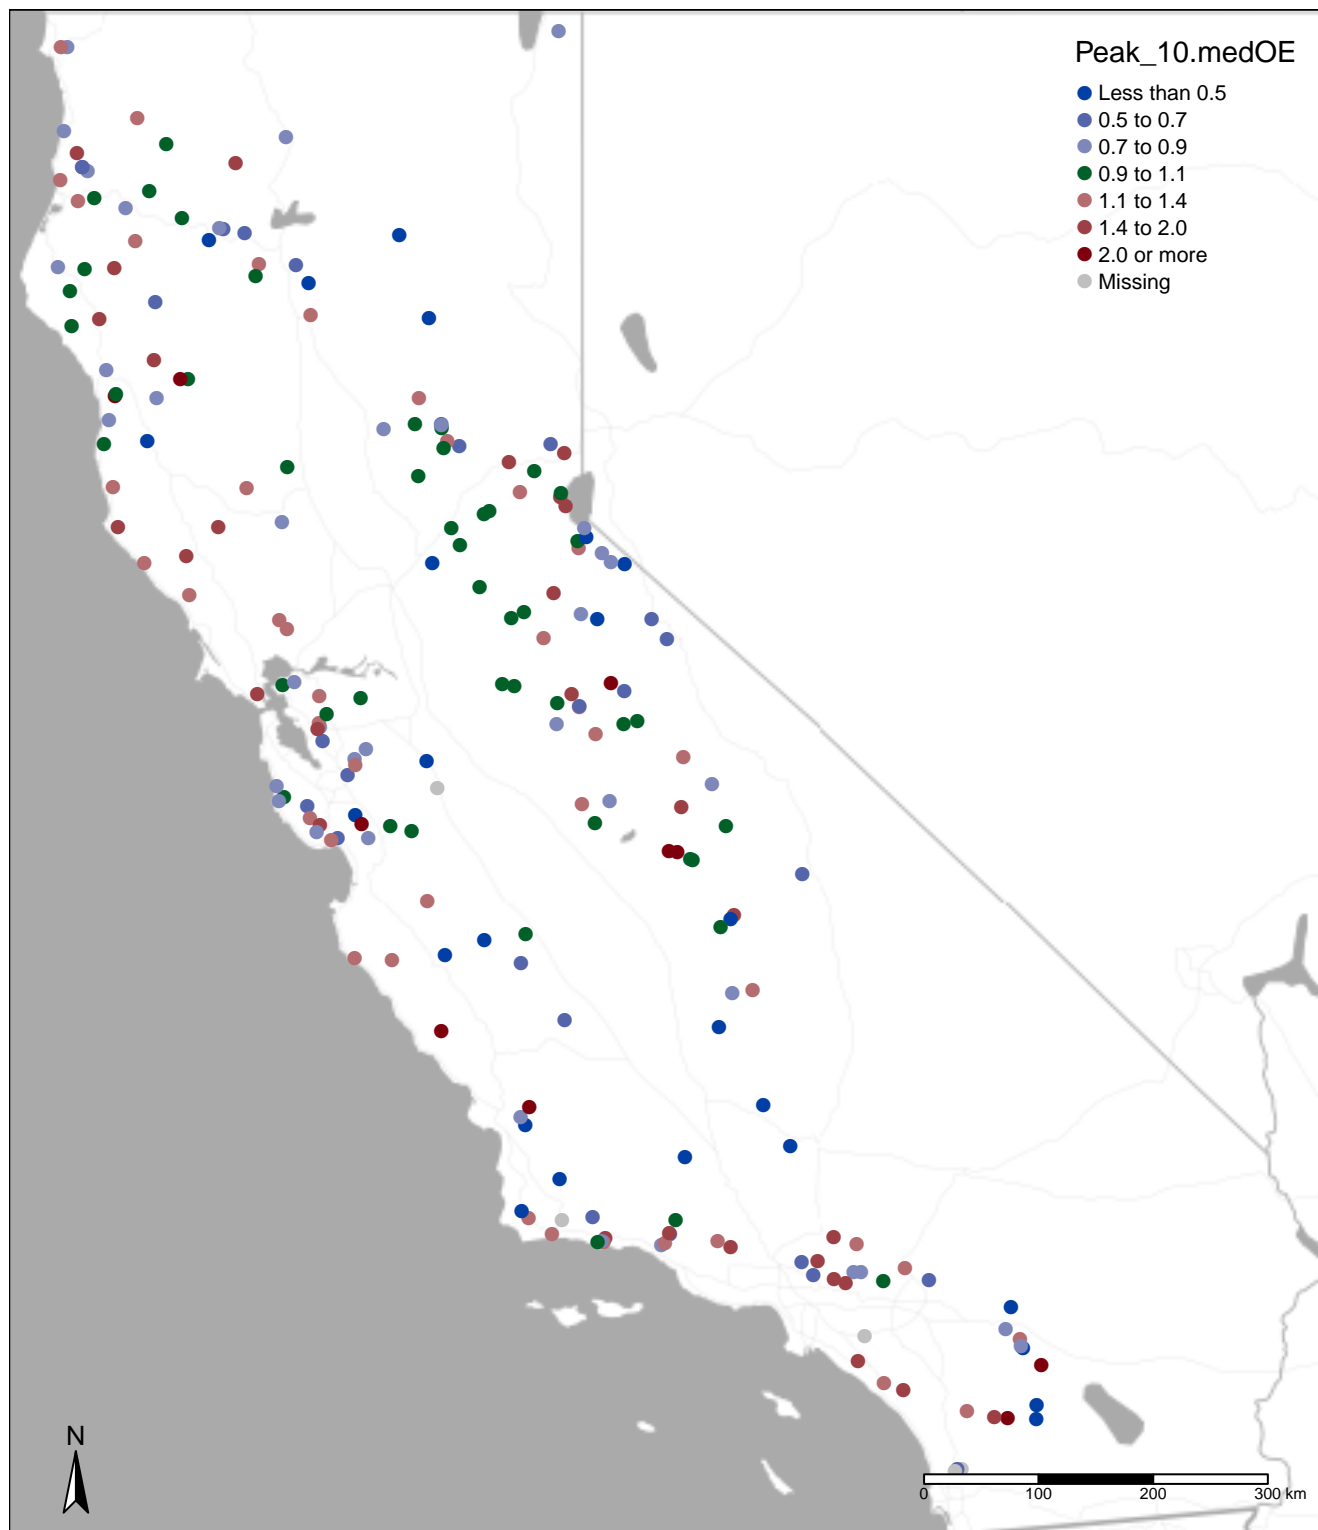 Peak_10.medOE
Less than 0.5
0.5 to 0.7
0.7 to 0.9
0.9 to 1.1
1.1 to 1.4
1.4 to 2.0
2.0 or more
Missing
N
0 100 200 300 km